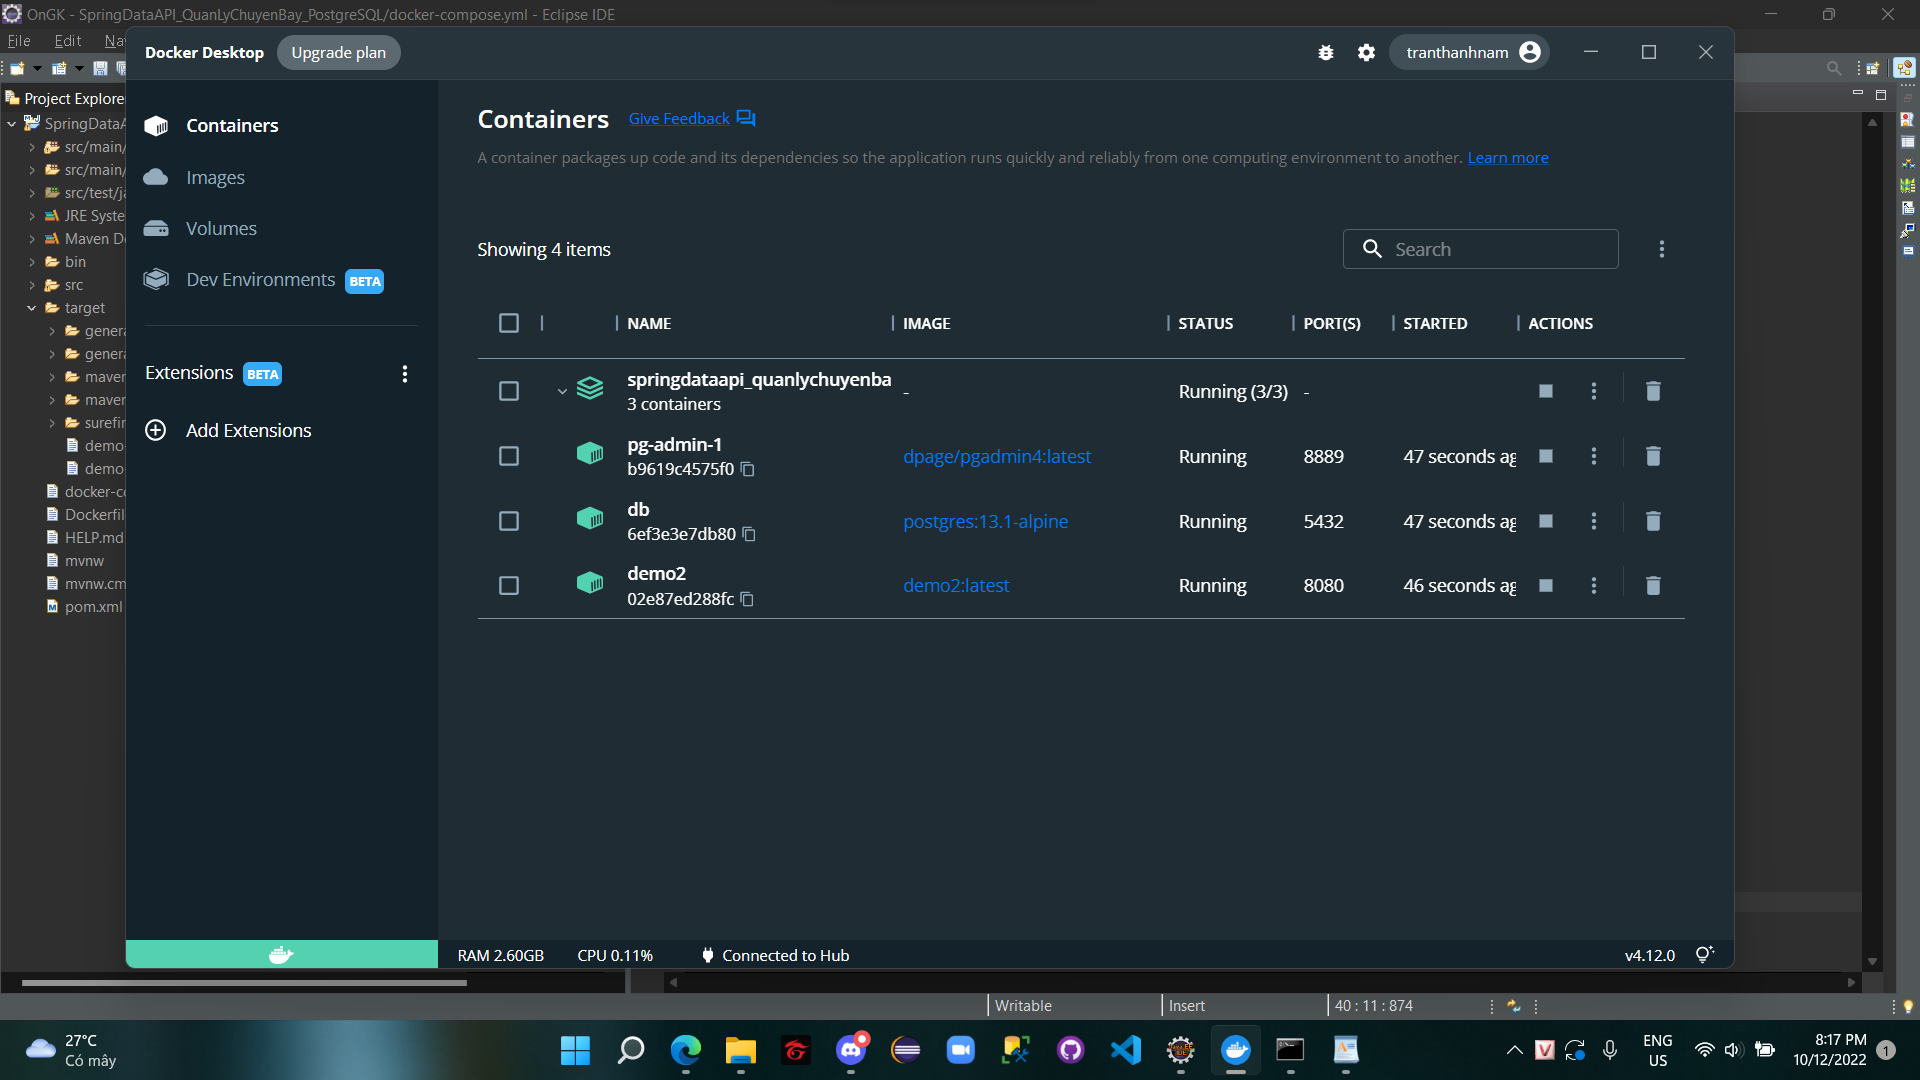 OnGK - SpringDataAPI_QuanLyChuyenBay_PostgreSQL/docker-compose.yml - Eclipse IDE
File Edit Na
Docker Desktop Upgrade plan tranthanhnam
Project Explore
SpringDataA
src/main/
src/main/
src/test/ja
JRE Syste
Maven De
bin
src
target
genera
genera
maven
maven
surefir
demo-
demo-
docker-co
Dockerfil
HELP.md
mvnw
mvnw.cm
pom.xml
Containers
Images
Volumes
Dev Environments BETA
Extensions BETA
Add Extensions
Containers Give Feedback
A container packages up code and its dependencies so the application runs quickly and reliably from one computing environment to another. Learn more
Showing 4 items
Search
NAME IMAGE STATUS PORT(S) STARTED ACTIONS
springdataapi_quanlychuyenba - Running (3/3) -
3 containers
pg-admin-1 dpage/pgadmin4:latest Running 8889 47 seconds ag
b9619c4575f0
db postgres:13.1-alpine Running 5432 47 seconds ag
6ef3e3e7db80
demo2 demo2:latest Running 8080 46 seconds ag
02e87ed288fc
RAM 2.60GB CPU 0.11% Connected to Hub v4.12.0
Writable Insert 40 : 11 : 874
27°C
Có mây
ENG
US
8:17 PM
10/12/2022
1